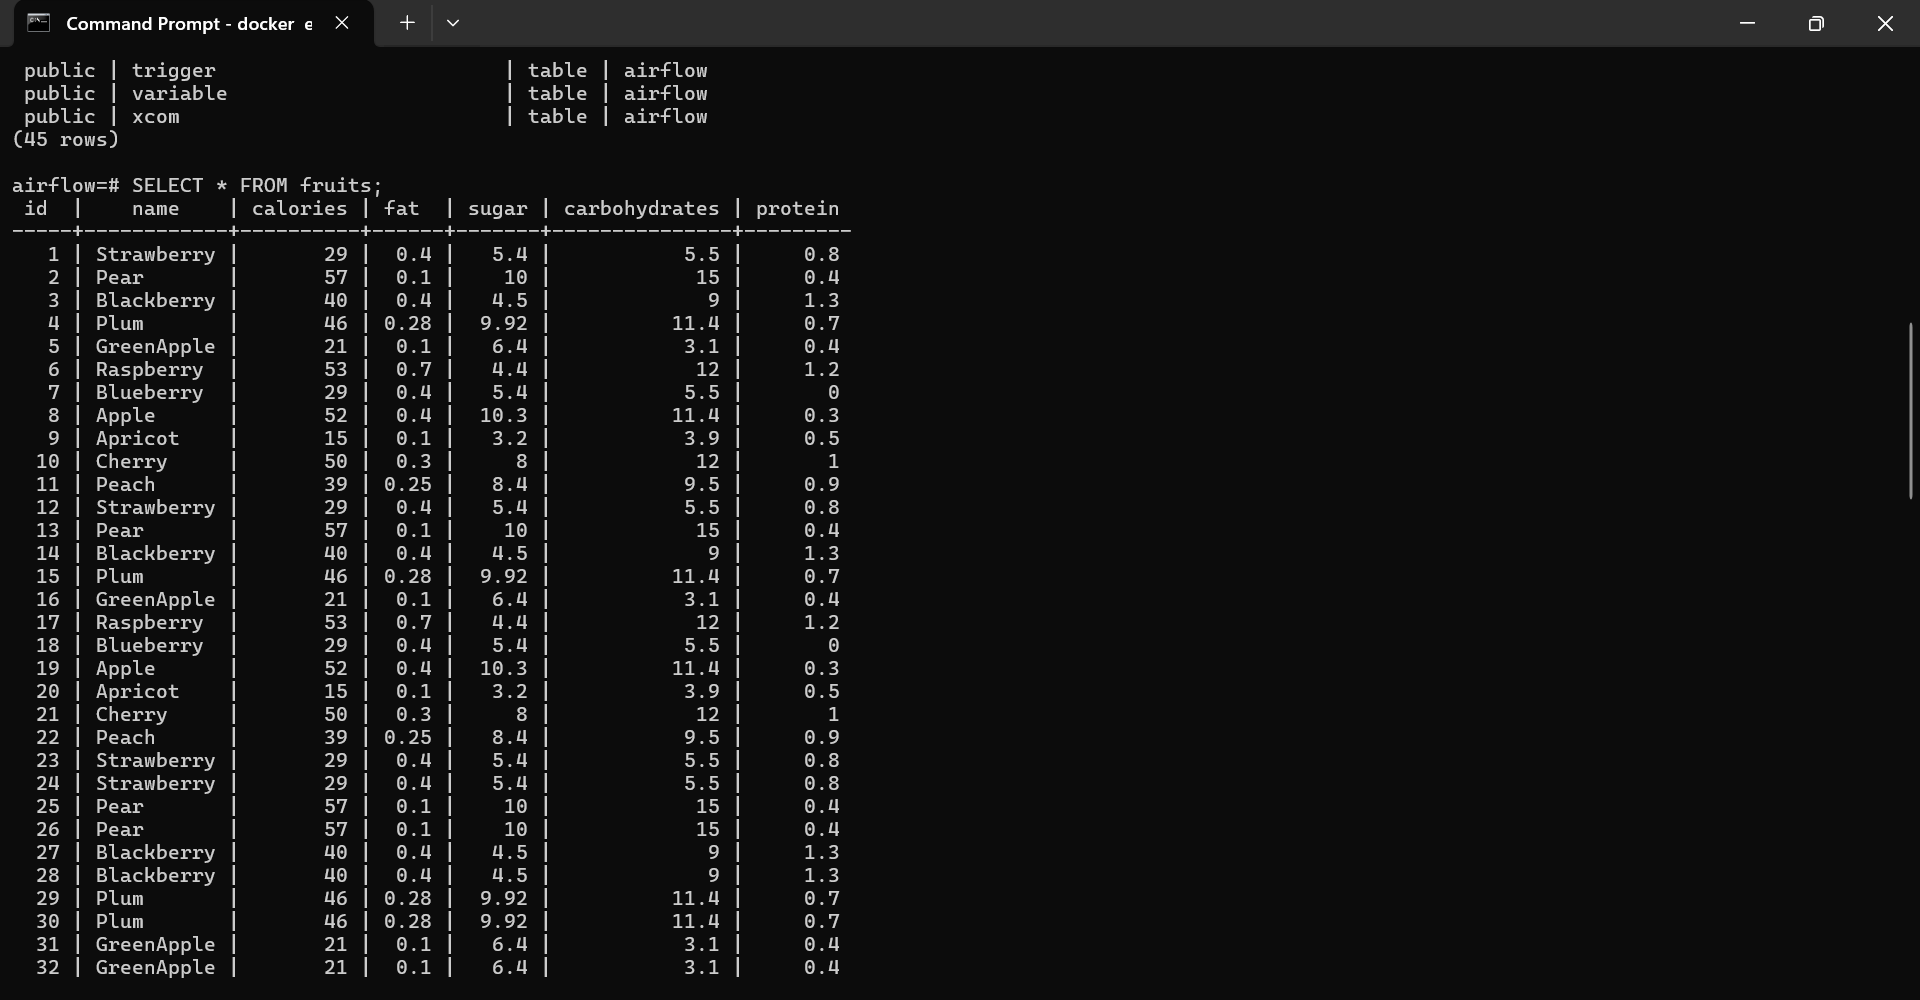 Command Prompt - docker e
public | trigger | table | airflow
public | variable | table | airflow
public | xcom | table | airflow
(45 rows)
airflow=# SELECT * FROM fruits;
id | name | calories | fat | sugar | carbohydrates | protein
-----+------------+----------+------+-------+---------------+---------
1 | Strawberry | 29 | 0.4 | 5.4 | 5.5 | 0.8
2 | Pear | 57 | 0.1 | 10 | 15 | 0.4
3 | Blackberry | 40 | 0.4 | 4.5 | 9 | 1.3
4 | Plum | 46 | 0.28 | 9.92 | 11.4 | 0.7
5 | GreenApple | 21 | 0.1 | 6.4 | 3.1 | 0.4
6 | Raspberry | 53 | 0.7 | 4.4 | 12 | 1.2
7 | Blueberry | 29 | 0.4 | 5.4 | 5.5 | 0
8 | Apple | 52 | 0.4 | 10.3 | 11.4 | 0.3
9 | Apricot | 15 | 0.1 | 3.2 | 3.9 | 0.5
10 | Cherry | 50 | 0.3 | 8 | 12 | 1
11 | Peach | 39 | 0.25 | 8.4 | 9.5 | 0.9
12 | Strawberry | 29 | 0.4 | 5.4 | 5.5 | 0.8
13 | Pear | 57 | 0.1 | 10 | 15 | 0.4
14 | Blackberry | 40 | 0.4 | 4.5 | 9 | 1.3
15 | Plum | 46 | 0.28 | 9.92 | 11.4 | 0.7
16 | GreenApple | 21 | 0.1 | 6.4 | 3.1 | 0.4
17 | Raspberry | 53 | 0.7 | 4.4 | 12 | 1.2
18 | Blueberry | 29 | 0.4 | 5.4 | 5.5 | 0
19 | Apple | 52 | 0.4 | 10.3 | 11.4 | 0.3
20 | Apricot | 15 | 0.1 | 3.2 | 3.9 | 0.5
21 | Cherry | 50 | 0.3 | 8 | 12 | 1
22 | Peach | 39 | 0.25 | 8.4 | 9.5 | 0.9
23 | Strawberry | 29 | 0.4 | 5.4 | 5.5 | 0.8
24 | Strawberry | 29 | 0.4 | 5.4 | 5.5 | 0.8
25 | Pear | 57 | 0.1 | 10 | 15 | 0.4
26 | Pear | 57 | 0.1 | 10 | 15 | 0.4
27 | Blackberry | 40 | 0.4 | 4.5 | 9 | 1.3
28 | Blackberry | 40 | 0.4 | 4.5 | 9 | 1.3
29 | Plum | 46 | 0.28 | 9.92 | 11.4 | 0.7
30 | Plum | 46 | 0.28 | 9.92 | 11.4 | 0.7
31 | GreenApple | 21 | 0.1 | 6.4 | 3.1 | 0.4
32 | GreenApple | 21 | 0.1 | 6.4 | 3.1 | 0.4